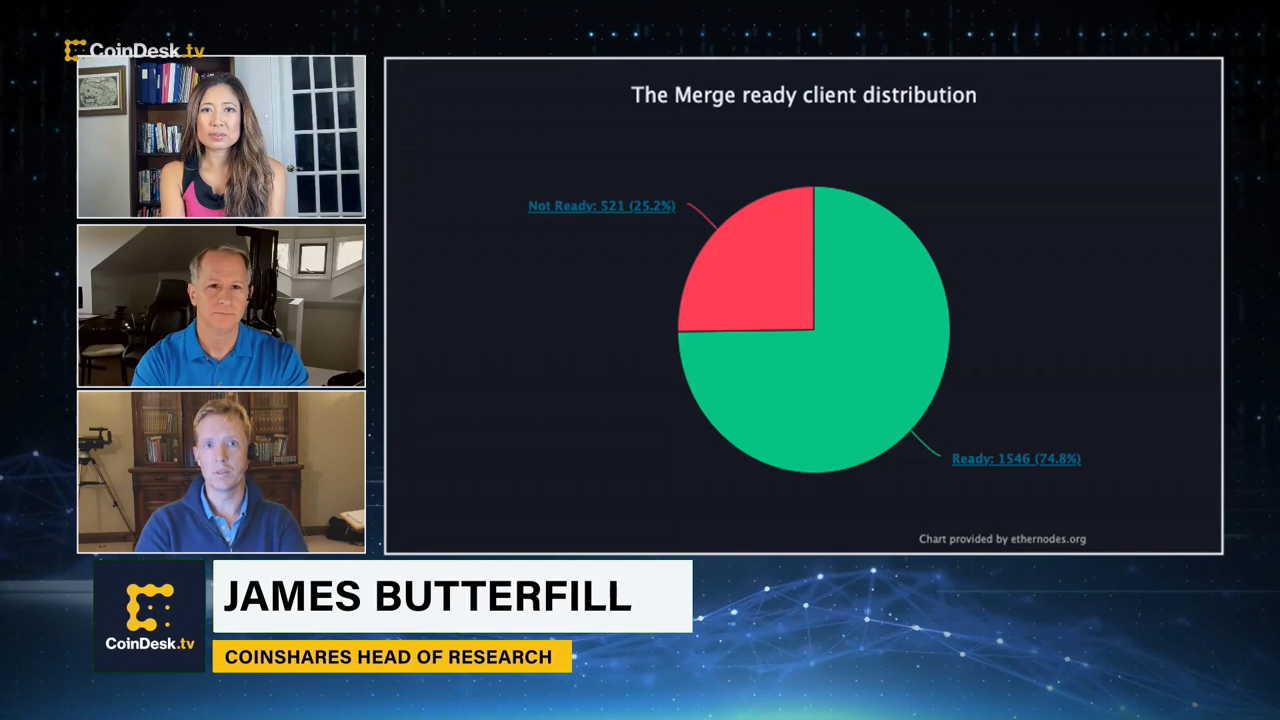 CoinDesk.tv
The Merge ready client distribution
Not Ready: 521 (25.2%)
Ready: 1546 (74.8%)
Chart provided by ethernodes.org
CoinDesk.tv
JAMES BUTTERFILL
COINSHARES HEAD OF RESEARCH